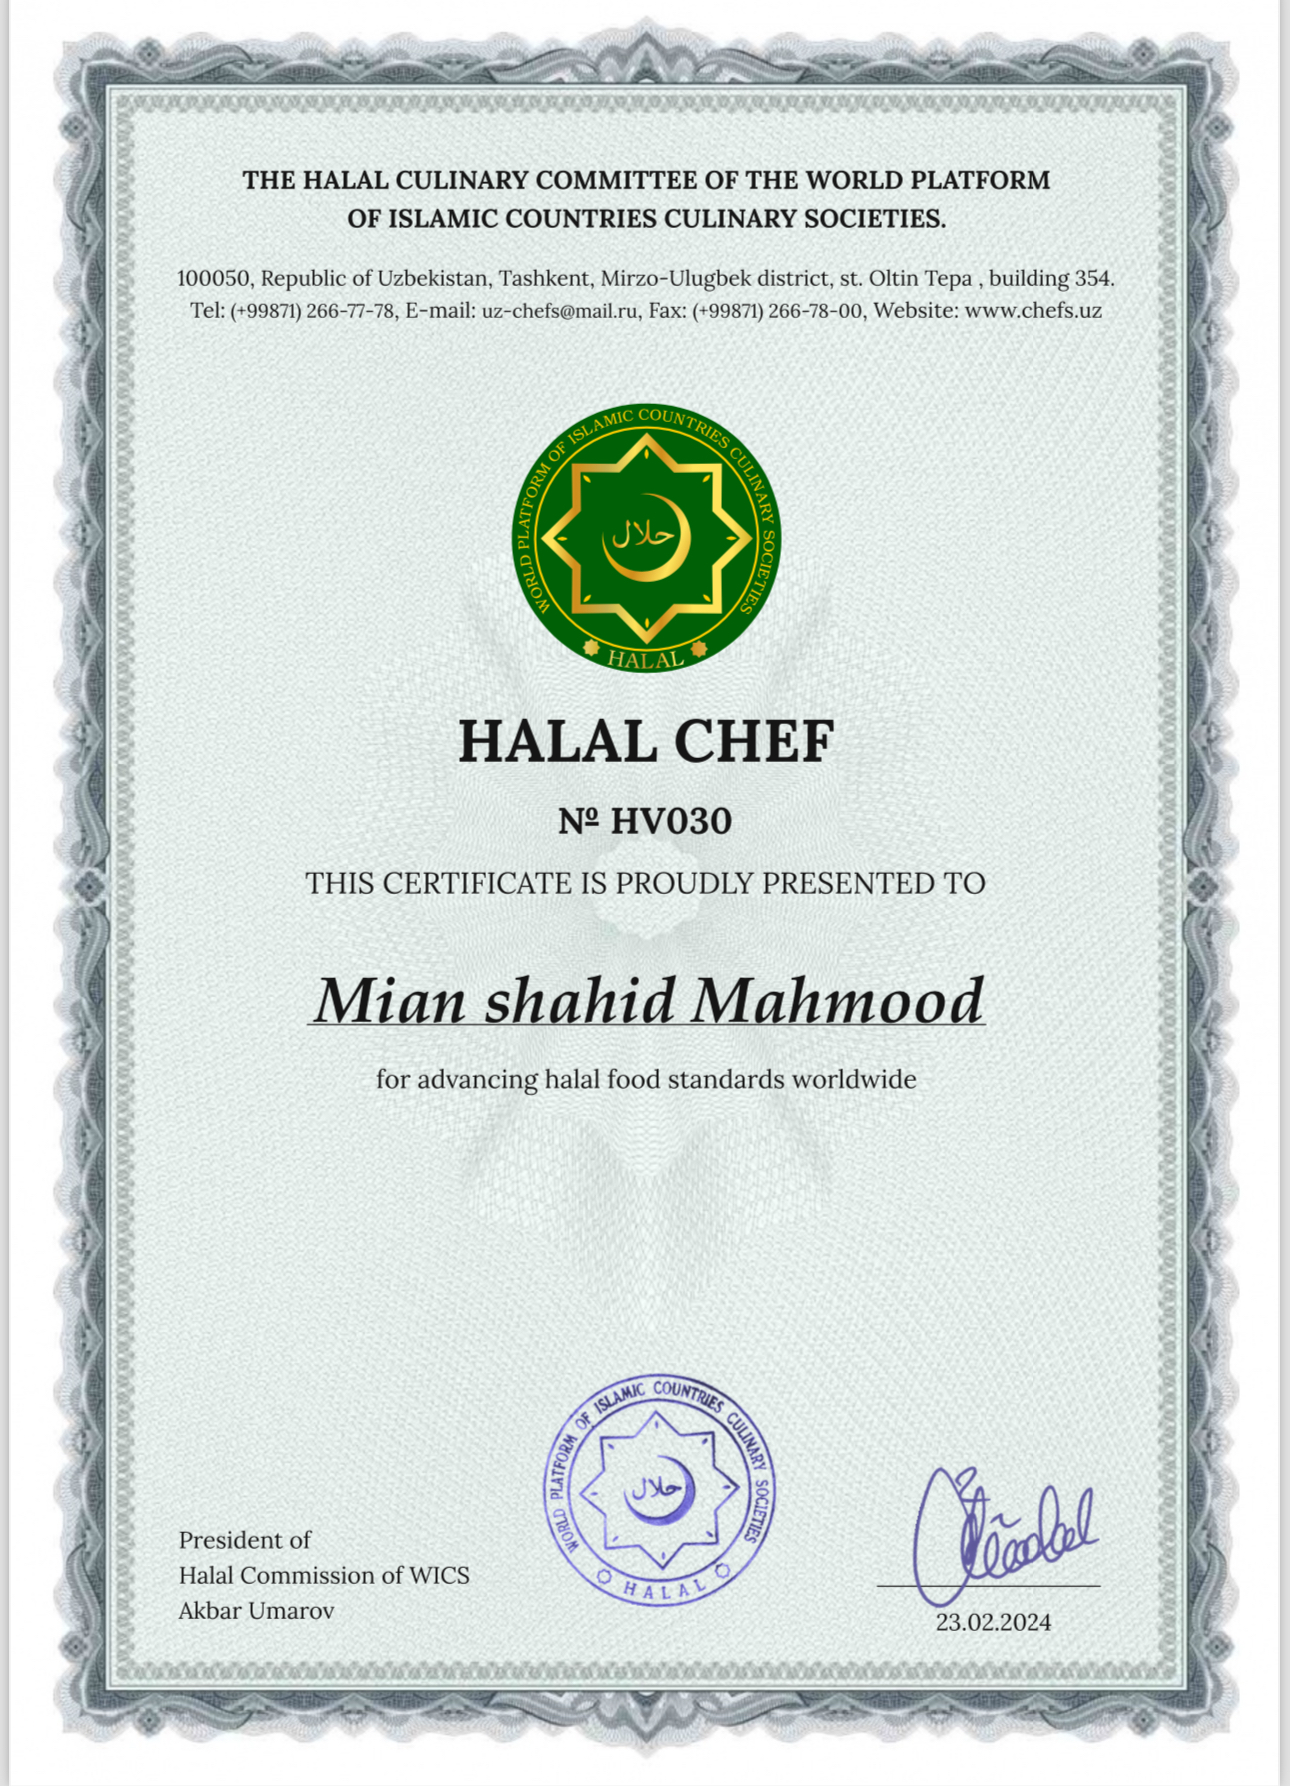 THE HALAL CULINARY COMMITTEE OF THE WORLD PLATFORM
OF ISLAMIC COUNTRIES CULINARY SOCIETIES.
100050, Republic of Uzbekistan, Tashkent, Mirzo-Ulugbek district, st. Oltin Tepa , building 354.
Tel: (+99871) 266-77-78, E-mail: uz-chefs@mail.ru, Fax: (+99871) 266-78-00, Website: www.chefs.uz
WORLD PLATFORM OF ISLAMIC COUNTRIES CULINARY SOCIETIES
حلال
HALAL
HALAL CHEF
Nº HV030
THIS CERTIFICATE IS PROUDLY PRESENTED TO
Mian shahid Mahmood
for advancing halal food standards worldwide
WORLD PLATFORM OF ISLAMIC COUNTRIES CULINARY SOCIETIES
حلال
HALAL
President of
Halal Commission of WICS
Akbar Umarov
23.02.2024